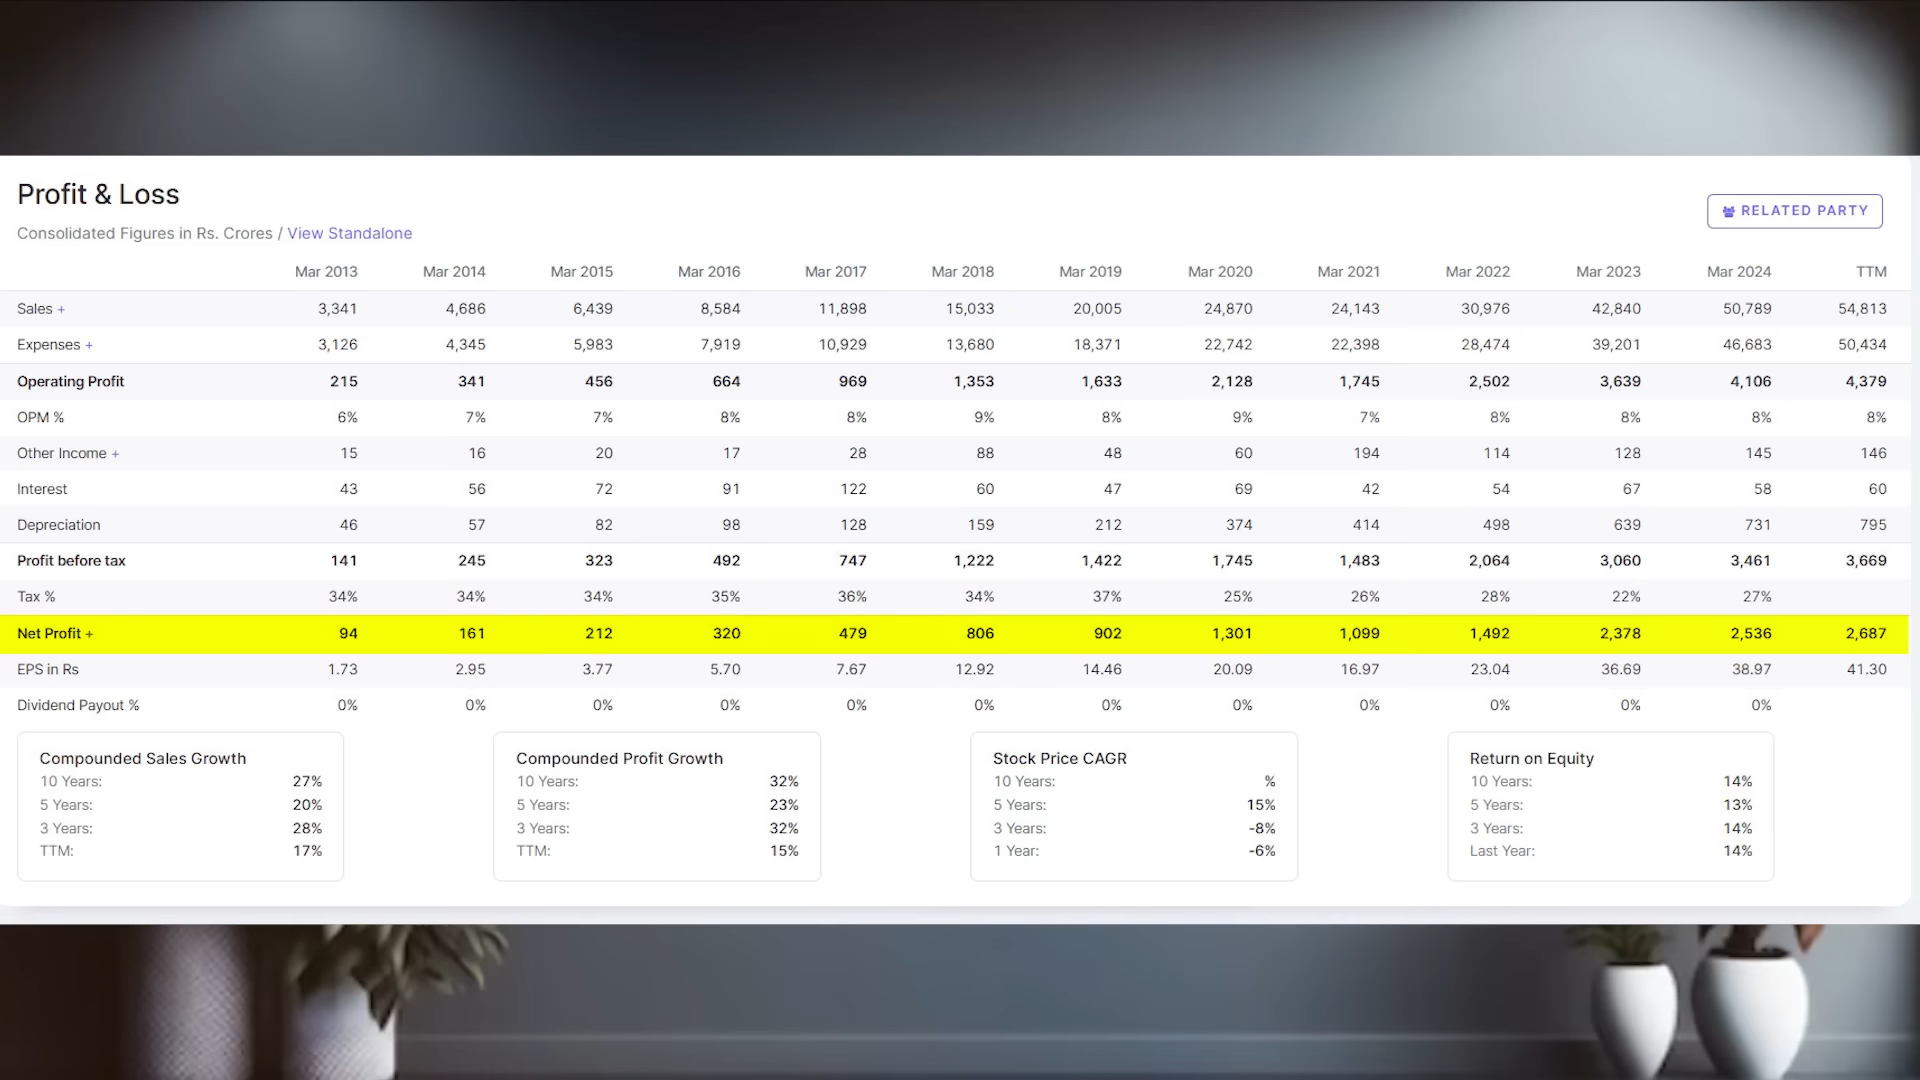 Profit & Loss
RELATED PARTY
Consolidated Figures in Rs. Crores / View Standalone
Mar 2013 Mar 2014 Mar 2015 Mar 2016 Mar 2017 Mar 2018 Mar 2019 Mar 2020 Mar 2021 Mar 2022 Mar 2023 Mar 2024 TTM
Sales + 3,341 4,686 6,439 8,584 11,898 15,033 20,005 24,870 24,143 30,976 42,840 50,789 54,813
Expenses + 3,126 4,345 5,983 7,919 10,929 13,680 18,371 22,742 22,398 28,474 39,201 46,683 50,434
Operating Profit 215 341 456 664 969 1,353 1,633 2,128 1,745 2,502 3,639 4,106 4,379
OPM % 6% 7% 7% 8% 8% 9% 8% 9% 7% 8% 8% 8% 8%
Other Income + 15 16 20 17 28 88 48 60 194 114 128 145 146
Interest 43 56 72 91 122 60 47 69 42 54 67 58 60
Depreciation 46 57 82 98 128 159 212 374 414 498 639 731 795
Profit before tax 141 245 323 492 747 1,222 1,422 1,745 1,483 2,064 3,060 3,461 3,669
Tax % 34% 34% 34% 35% 36% 34% 37% 25% 26% 28% 22% 27%
Net Profit + 94 161 212 320 479 806 902 1,301 1,099 1,492 2,378 2,536 2,687
EPS in Rs 1.73 2.95 3.77 5.70 7.67 12.92 14.46 20.09 16.97 23.04 36.69 38.97 41.30
Dividend Payout % 0% 0% 0% 0% 0% 0% 0% 0% 0% 0% 0% 0%
Compounded Sales Growth
10 Years: 27%
5 Years: 20%
3 Years: 28%
TTM: 17%
Compounded Profit Growth
10 Years: 32%
5 Years: 23%
3 Years: 32%
TTM: 15%
Stock Price CAGR
10 Years: %
5 Years: 15%
3 Years: -8%
1 Year: -6%
Return on Equity
10 Years: 14%
5 Years: 13%
3 Years: 14%
Last Year: 14%